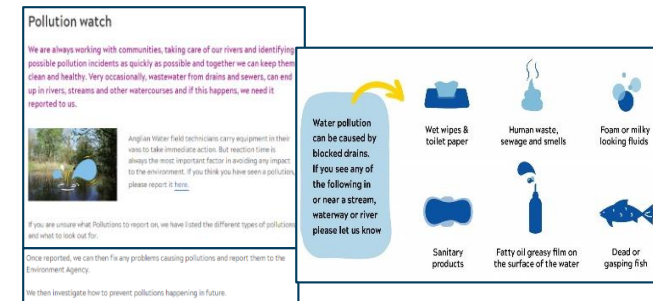 Pollution watch
We are always working with communities, taking care of our rivers and identifying
possible pollution incidents as quickly as possible and together we can keep them
clean and healthy. Very occasionally, wastewater from drains and sewers, can end
up in rivers, streams and other watercourses and if this happens, we need it
reported to us.
Anglian Water field technicians carry equipment in their
vans to take immediate action. But reaction time is
always the most important factor in avoiding any impact
to the environment. If you think you have seen a pollution,
please report it here.
If you are unsure what Pollutions to report on, we have listed the different types of pollutions
and what to look out for.
Once reported, we can then fix any problems causing pollutions and report them to the
Environment Agency.
We then investigate how to prevent pollutions happening in future.
Water pollution
can be caused by
blocked drains.
If you see any of
the following in
or near a stream,
waterway or river
please let us know
Wet wipes &
toilet paper
Human waste,
sewage and smells
Foam or milky
looking fluids
Sanitary
products
Fatty oil greasy film on
the surface of the water
Dead or
gasping fish